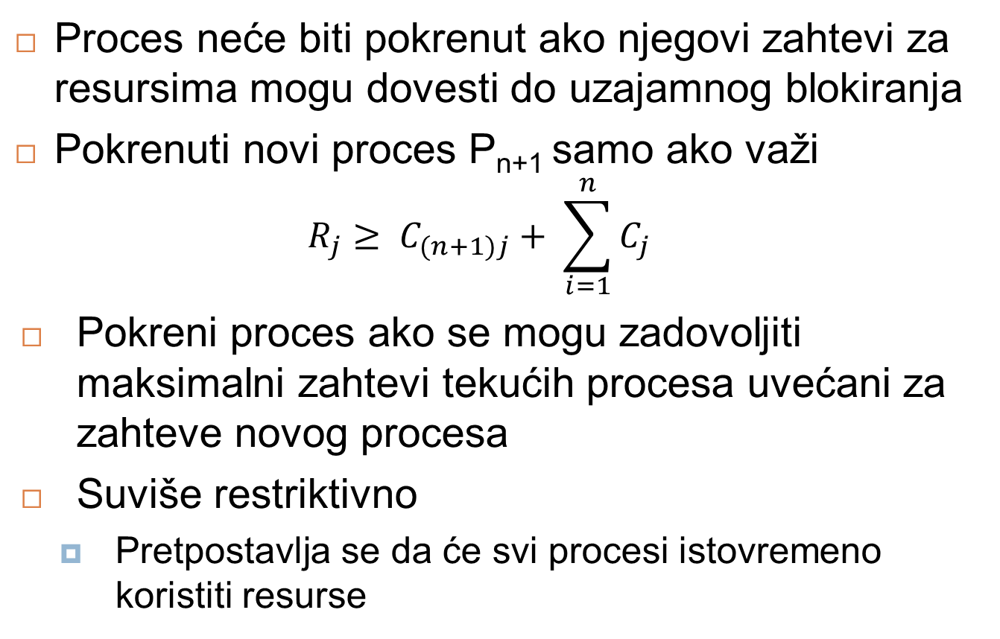 Proces neće biti pokrenut ako njegovi zahtevi za
resursima mogu dovesti do uzajamnog blokiranja
Pokrenuti novi proces Pₙ₊₁ samo ako važi
$R_j \geq C_{(n+1)j} + \sum_{i=1}^{n} C_j$
Pokreni proces ako se mogu zadovoljiti
maksimalni zahtevi tekućih procesa uvećani za
zahteve novog procesa
Suviše restriktivno
Pretpostavlja se da će svi procesi istovremeno
koristiti resurse